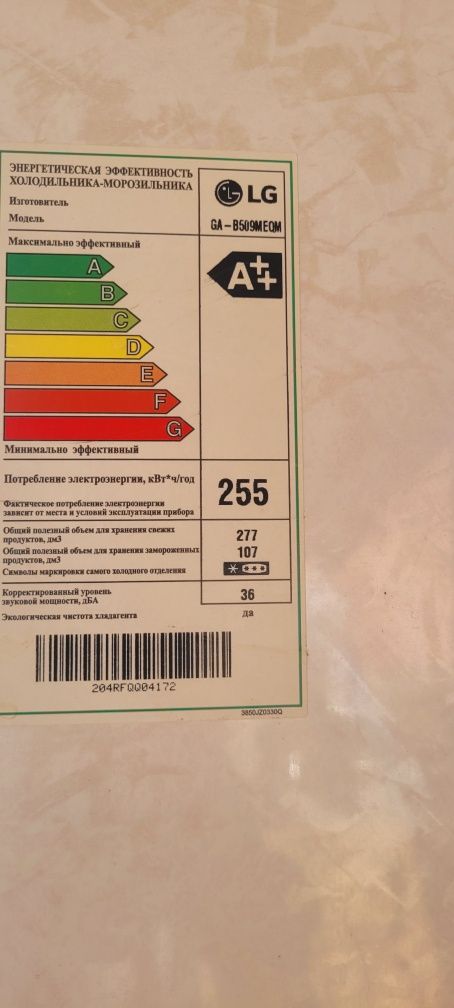 ЭНЕРГЕТИЧЕСКАЯ ЭФФЕКТИВНОСТЬ
ХОЛОДИЛЬНИКА-МОРОЗИЛЬНИКА
Изготовитель
LG
Модель
GA-B509MEQM
Максимально эффективный
A
A++
B
C
D
E
F
G
Минимально эффективный
Потребление электроэнергии, кВт*ч/год
255
Фактическое потребление электроэнергии
зависит от места и условий эксплуатации прибора
Общий полезный объем для хранения свежих
продуктов, дм3
277
Общий полезный объем для хранения замороженных
продуктов, дм3
107
Символы маркировки самого холодного отделения
Корректированный уровень
звуковой мощности, дБА
36
Экологическая чистота хладагента
да
204RFQQ04172
3850JZ0330Q